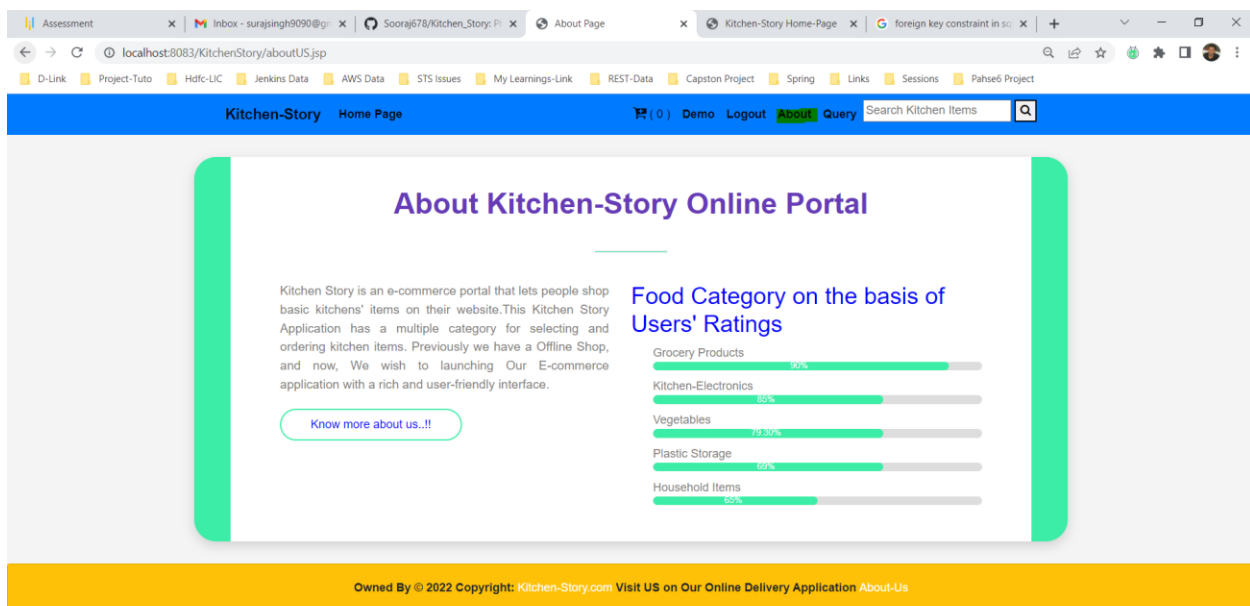 Assessment
Inbox - surajsingh9090@gm
Sooraj678/Kitchen_Story:
About Page
Kitchen-Story Home-Page
foreign key constraint in sq
localhost:8083/KitchenStory/aboutUS.jsp
D-Link Project-Tuto Hdfc-LIC Jenkins Data AWS Data STS Issues My Learnings-Link REST-Data Capston Project Spring Links Sessions Pahse6 Project
Kitchen-Story Home Page ( 0 ) Demo Logout About Query Search Kitchen Items
About Kitchen-Story Online Portal
Kitchen Story is an e-commerce portal that lets people shop
basic kitchens' items on their website.This Kitchen Story
Application has a multiple category for selecting and
ordering kitchen items. Previously we have a Offline Shop,
and now, We wish to launching Our E-commerce
application with a rich and user-friendly interface.
Know more about us..!!
Food Category on the basis of
Users' Ratings
Grocery Products
90%
Kitchen-Electronics
85%
Vegetables
79.30%
Plastic Storage
69%
Household Items
65%
Owned By © 2022 Copyright: Kitchen-Story.com Visit US on Our Online Delivery Application About-Us